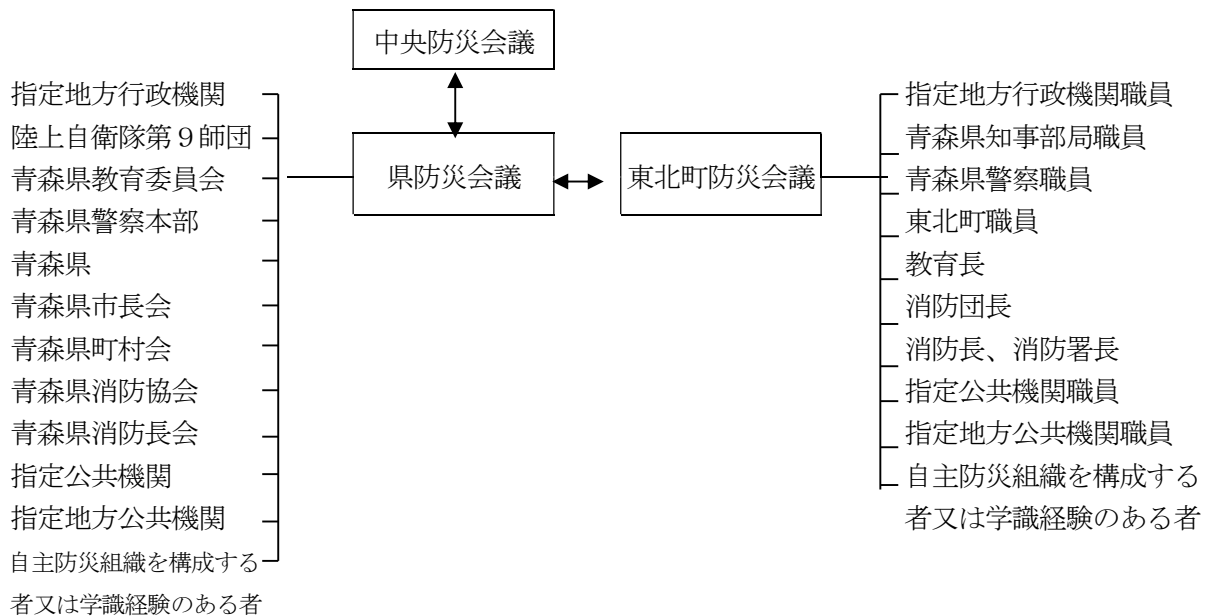 中央防災会議
指定地方行政機関
陸上自衛隊第9師団
青森県教育委員会
青森県警察本部
青森県
青森県市長会
青森県町村会
青森県消防協会
青森県消防長会
指定公共機関
指定地方公共機関
自主防災組織を構成する
者又は学識経験のある者
県防災会議
東北町防災会議
指定地方行政機関職員
青森県知事部局職員
青森県警察職員
東北町職員
教育長
消防団長
消防長、消防署長
指定公共機関職員
指定地方公共機関職員
自主防災組織を構成する
者又は学識経験のある者